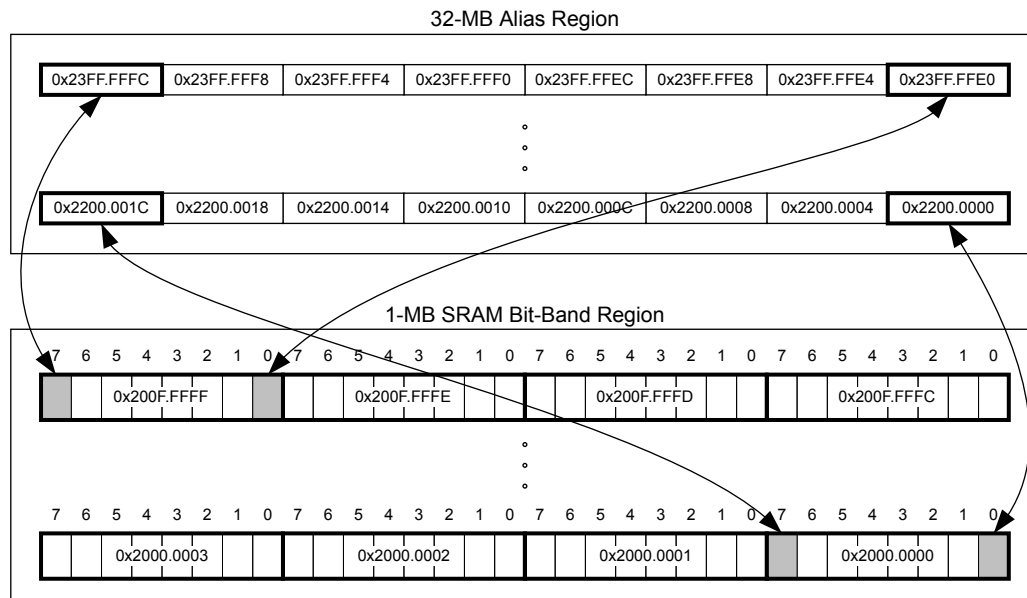 32-MB Alias Region
0x23FF.FFFC 0x23FF.FFF8 0x23FF.FFF4 0x23FF.FFF0 0x23FF.FFEC 0x23FF.FFE8 0x23FF.FFE4 0x23FF.FFE0
0x2200.001C 0x2200.0018 0x2200.0014 0x2200.0010 0x2200.000C 0x2200.0008 0x2200.0004 0x2200.0000
1-MB SRAM Bit-Band Region
7 6 5 4 3 2 1 0 7 6 5 4 3 2 1 0 7 6 5 4 3 2 1 0 7 6 5 4 3 2 1 0
0x200F.FFFF 0x200F.FFFE 0x200F.FFFD 0x200F.FFFC
7 6 5 4 3 2 1 0 7 6 5 4 3 2 1 0 7 6 5 4 3 2 1 0 7 6 5 4 3 2 1 0
0x2000.0003 0x2000.0002 0x2000.0001 0x2000.0000